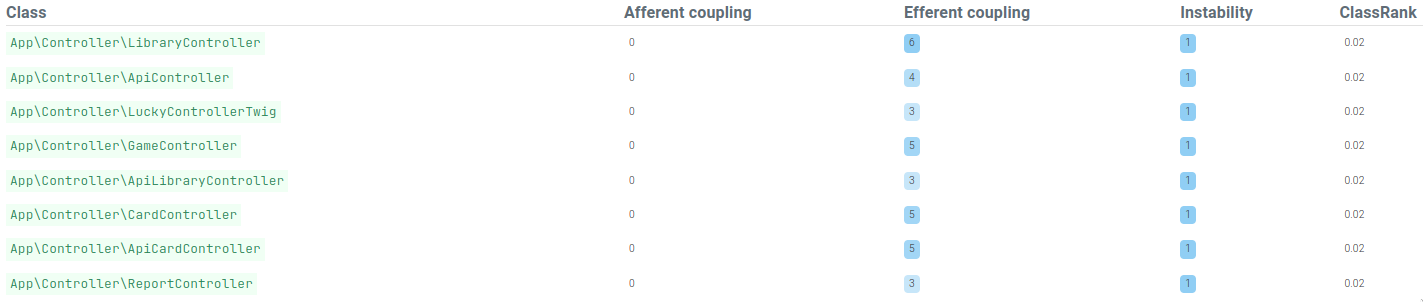 Class Afferent coupling Efferent coupling Instability ClassRank
App\Controller\LibraryController 0 6 1 0.02
App\Controller\ApiController 0 4 1 0.02
App\Controller\LuckyControllerTwig 0 3 1 0.02
App\Controller\GameController 0 5 1 0.02
App\Controller\ApiLibraryController 0 3 1 0.02
App\Controller\CardController 0 5 1 0.02
App\Controller\ApiCardController 0 5 1 0.02
App\Controller\ReportController 0 3 1 0.02